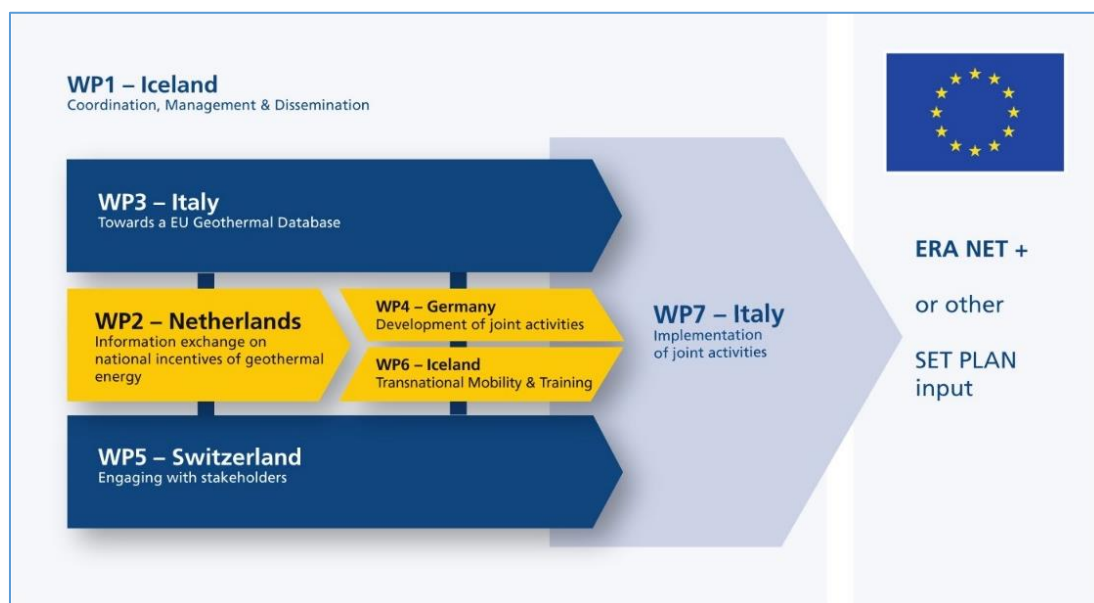 WP1 – Iceland
Coordination, Management & Dissemination
WP3 – Italy
Towards a EU Geothermal Database
WP2 – Netherlands
Information exchange on
national incentives of geothermal
energy
WP4 – Germany
Development of joint activities
WP6 – Iceland
Transnational Mobility & Training
WP5 – Switzerland
Engaging with stakeholders
WP7 – Italy
Implementation
of joint activities
ERA NET +
or other
SET PLAN
input